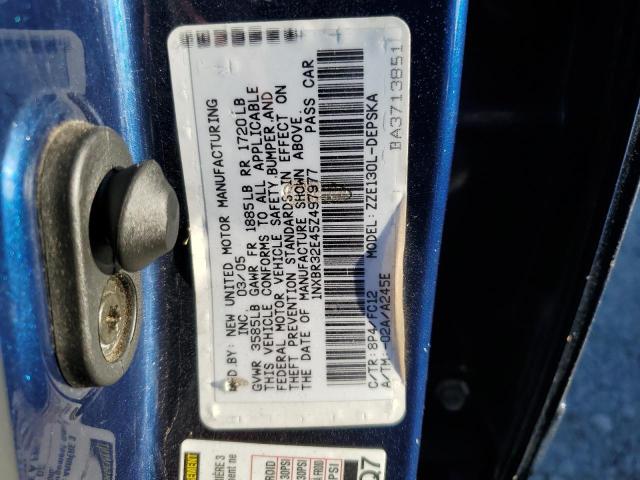 MFD BY: NEW UNITED MOTOR MANUFACTURING
INC. 03/05
GVWR 3585LB GAWR FR 1885LB RR 1720LB
THIS VEHICLE CONFORMS TO ALL APPLICABLE
FEDERAL MOTOR VEHICLE SAFETY, BUMPER, AND
THEFT PREVENTION STANDARDS IN EFFECT ON
THE DATE OF MANUFACTURE SHOWN ABOVE.
1NXBR32E45Z497977 PASS CAR
C/TR: 8P4/FC12 MODEL: ZZE130L-DEPSKA
A/TM: -02A/A245E
BA3713851
Q7